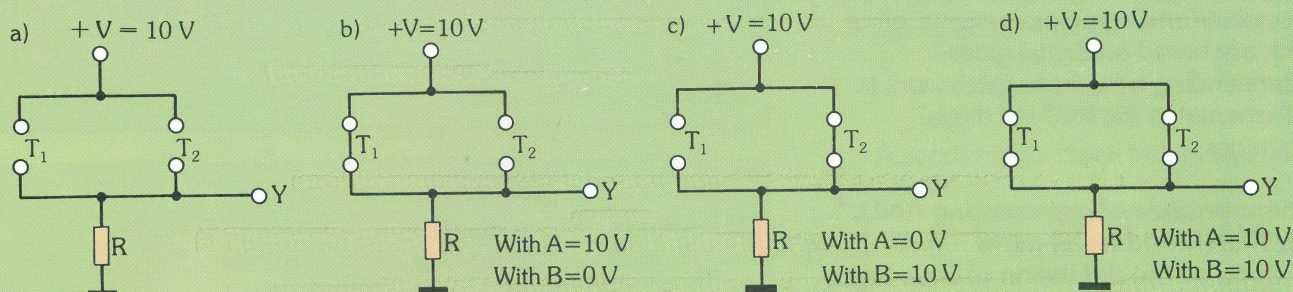 a) +V = 10 V
T₁ T₂
Y
R
b) +V=10 V
T₁ T₂
Y
R
With A=10 V
With B=0 V
c) +V=10 V
T₁ T₂
Y
R
With A=0 V
With B=10 V
d) +V=10 V
T₁ T₂
Y
R
With A=10 V
With B=10 V